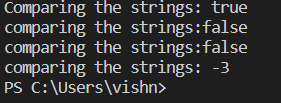 Comparing the strings: true
comparing the strings:false
comparing the strings:false
comparing the strings: -3
PS C:\Users\vishn>